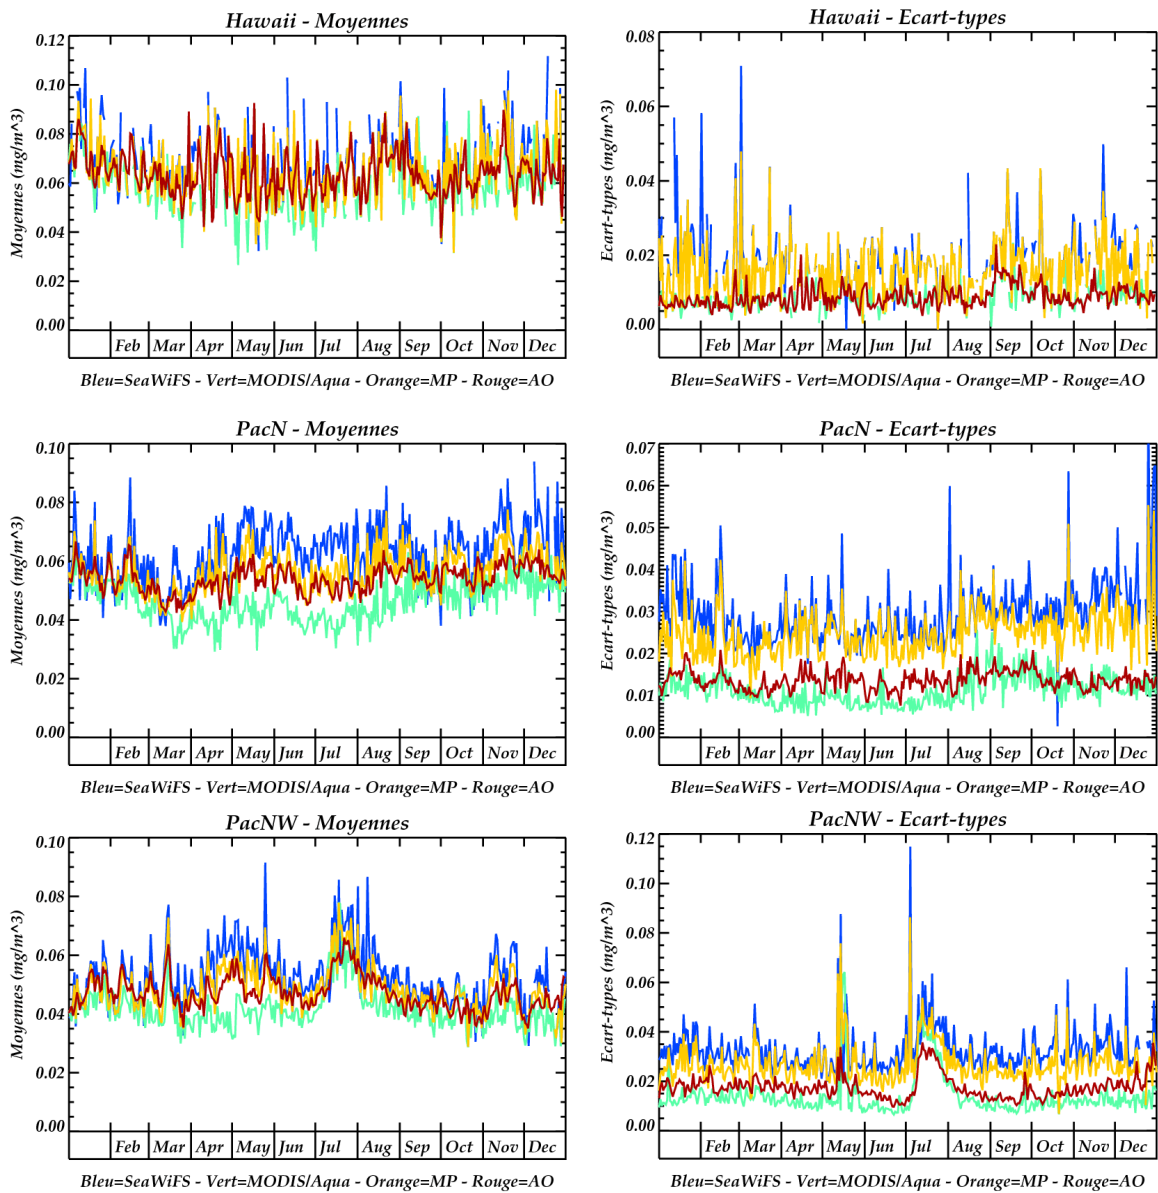 Hawaii - Moyennes
Moyennes (mg/m^3)
0.12
0.10
0.08
0.06
0.04
0.02
0.00
Feb Mar Apr May Jun Jul Aug Sep Oct Nov Dec
Bleu=SeaWiFS - Vert=MODIS/Aqua - Orange=MP - Rouge=AO
Hawaii - Ecart-types
Ecart-types (mg/m^3)
0.08
0.06
0.04
0.02
0.00
Feb Mar Apr May Jun Jul Aug Sep Oct Nov Dec
Bleu=SeaWiFS - Vert=MODIS/Aqua - Orange=MP - Rouge=AO
PacN - Moyennes
Moyennes (mg/m^3)
0.10
0.08
0.06
0.04
0.02
0.00
Feb Mar Apr May Jun Jul Aug Sep Oct Nov Dec
Bleu=SeaWiFS - Vert=MODIS/Aqua - Orange=MP - Rouge=AO
PacN - Ecart-types
Ecart-types (mg/m^3)
0.07
0.06
0.05
0.04
0.03
0.02
0.01
0.00
Feb Mar Apr May Jun Jul Aug Sep Oct Nov Dec
Bleu=SeaWiFS - Vert=MODIS/Aqua - Orange=MP - Rouge=AO
PacNW - Moyennes
Moyennes (mg/m^3)
0.10
0.08
0.06
0.04
0.02
0.00
Feb Mar Apr May Jun Jul Aug Sep Oct Nov Dec
Bleu=SeaWiFS - Vert=MODIS/Aqua - Orange=MP - Rouge=AO
PacNW - Ecart-types
Ecart-types (mg/m^3)
0.12
0.10
0.08
0.06
0.04
0.02
0.00
Feb Mar Apr May Jun Jul Aug Sep Oct Nov Dec
Bleu=SeaWiFS - Vert=MODIS/Aqua - Orange=MP - Rouge=AO